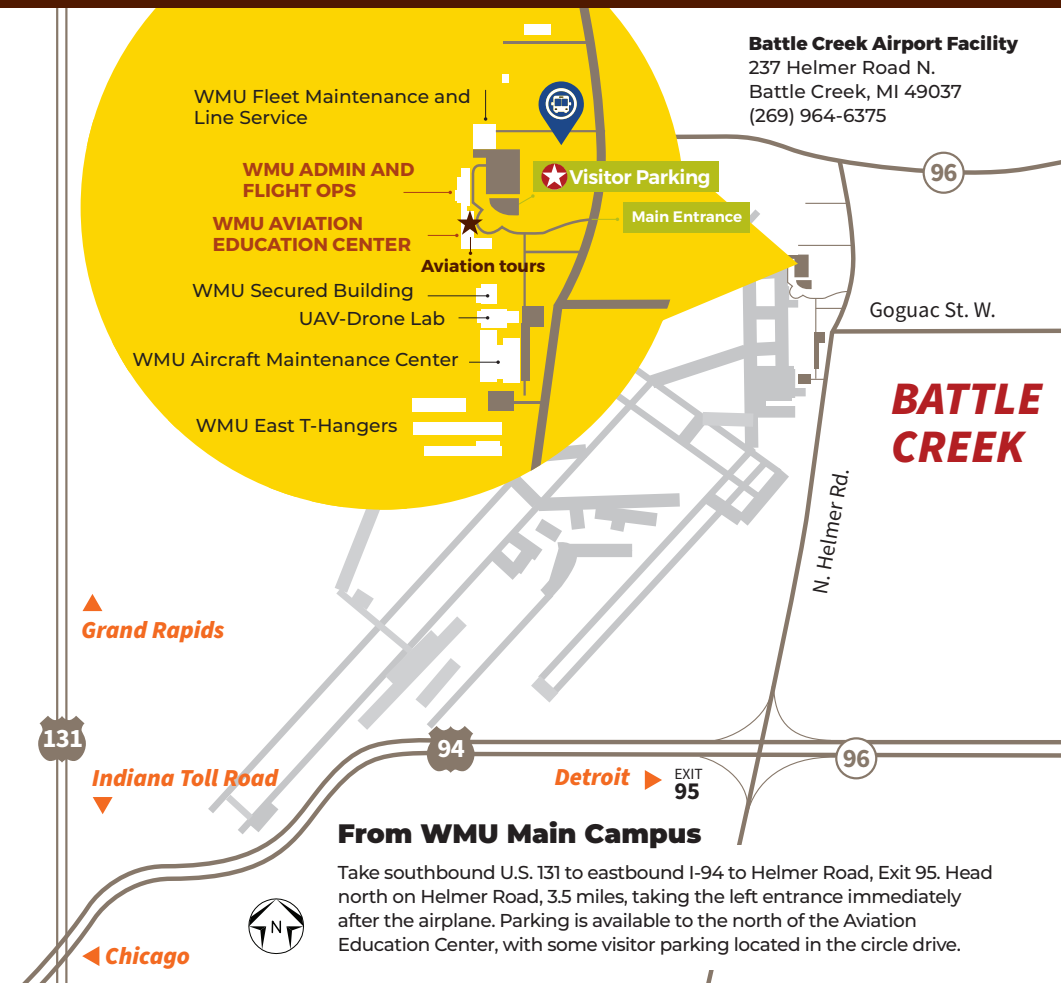 Battle Creek Airport Facility
237 Helmer Road N.
Battle Creek, MI 49037
(269) 964-6375
WMU Fleet Maintenance and
Line Service
WMU ADMIN AND
FLIGHT OPS
Visitor Parking
96
WMU AVIATION
EDUCATION CENTER
Main Entrance
Aviation tours
WMU Secured Building
UAV-Drone Lab
Goguac St. W.
WMU Aircraft Maintenance Center
BATTLE
CREEK
WMU East T-Hangers
N. Helmer Rd.
Grand Rapids
131
94
96
Indiana Toll Road
Detroit
EXIT
95
From WMU Main Campus
Take southbound U.S. 131 to eastbound I-94 to Helmer Road, Exit 95. Head
north on Helmer Road, 3.5 miles, taking the left entrance immediately
after the airplane. Parking is available to the north of the Aviation
Education Center, with some visitor parking located in the circle drive.
N
Chicago